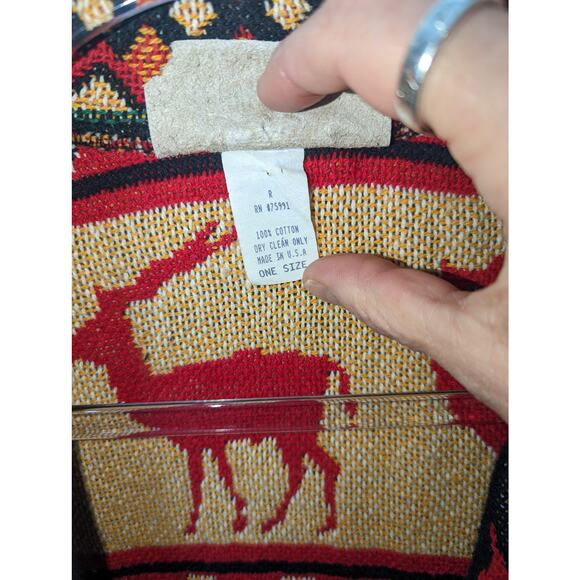 R
RN #75991
100% COTTON
DRY CLEAN ONLY
MADE IN U.S.A
ONE SIZE